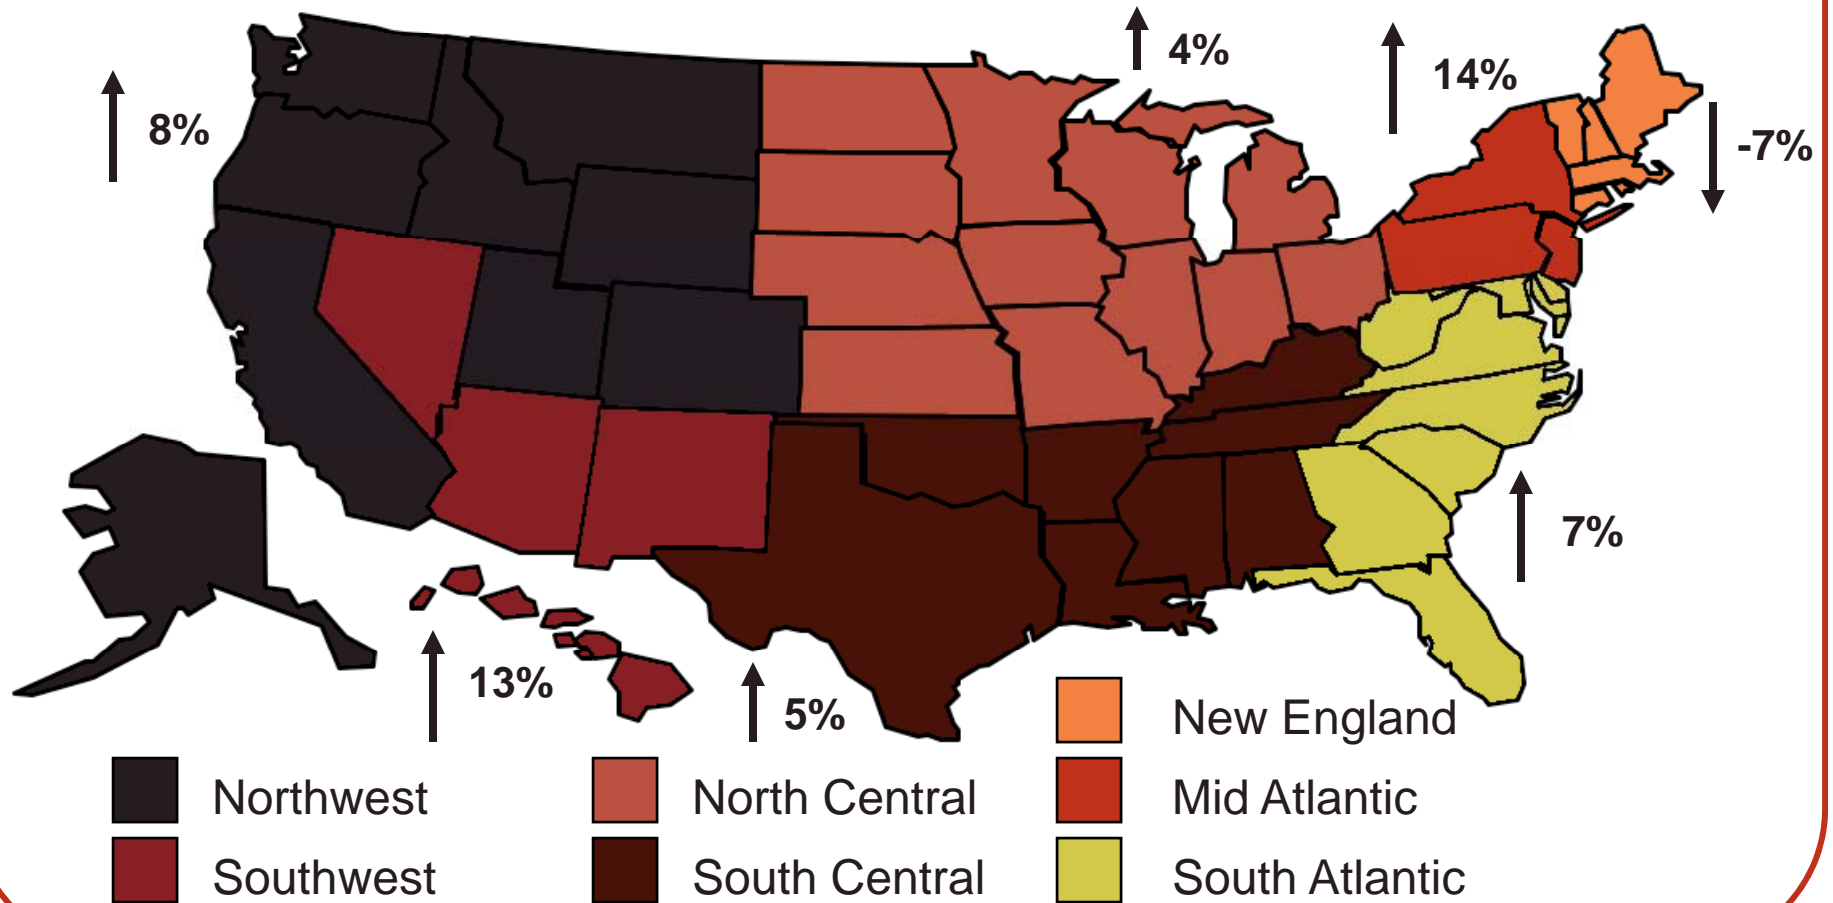 4%
14%
8%
-7%
7%
13%
5%
New England
Northwest
North Central
Mid Atlantic
Southwest
South Central
South Atlantic